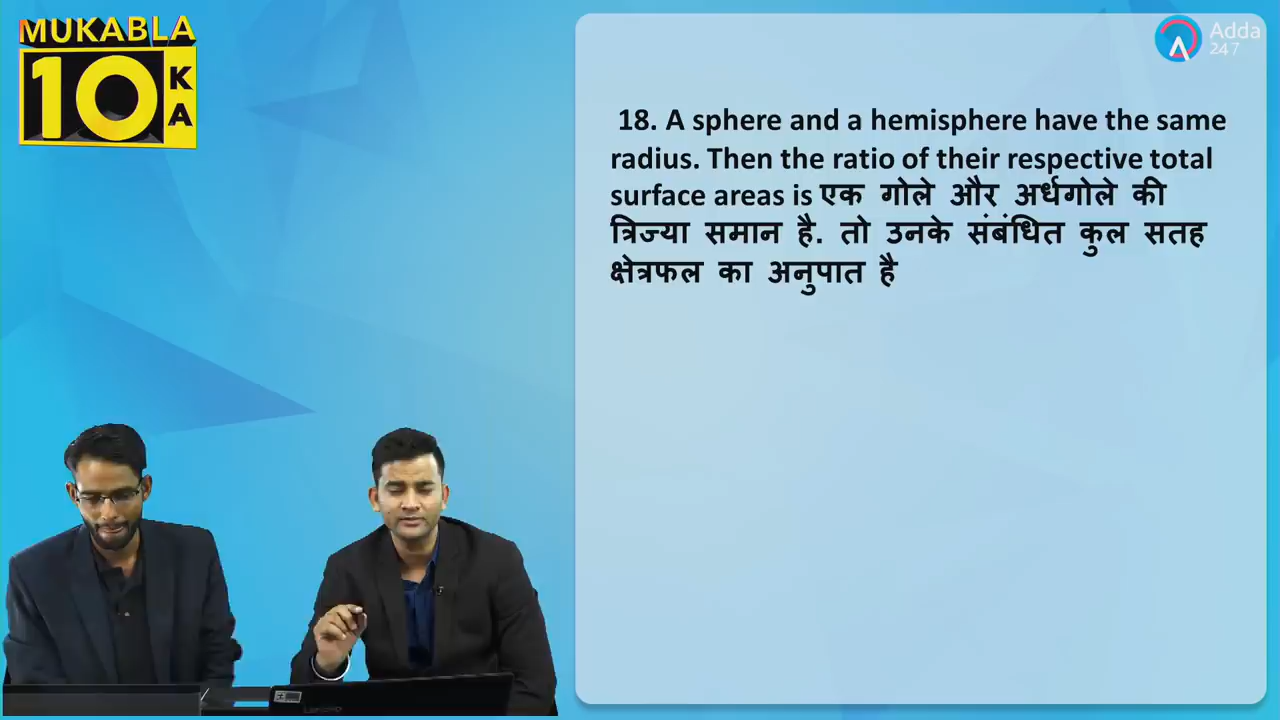 MUKABLA
10 KA
Adda
247
18. A sphere and a hemisphere have the same
radius. Then the ratio of their respective total
surface areas is एक गोले और अर्धगोले की
त्रिज्या समान है. तो उनके संबंधित कुल सतह
क्षेत्रफल का अनुपात है